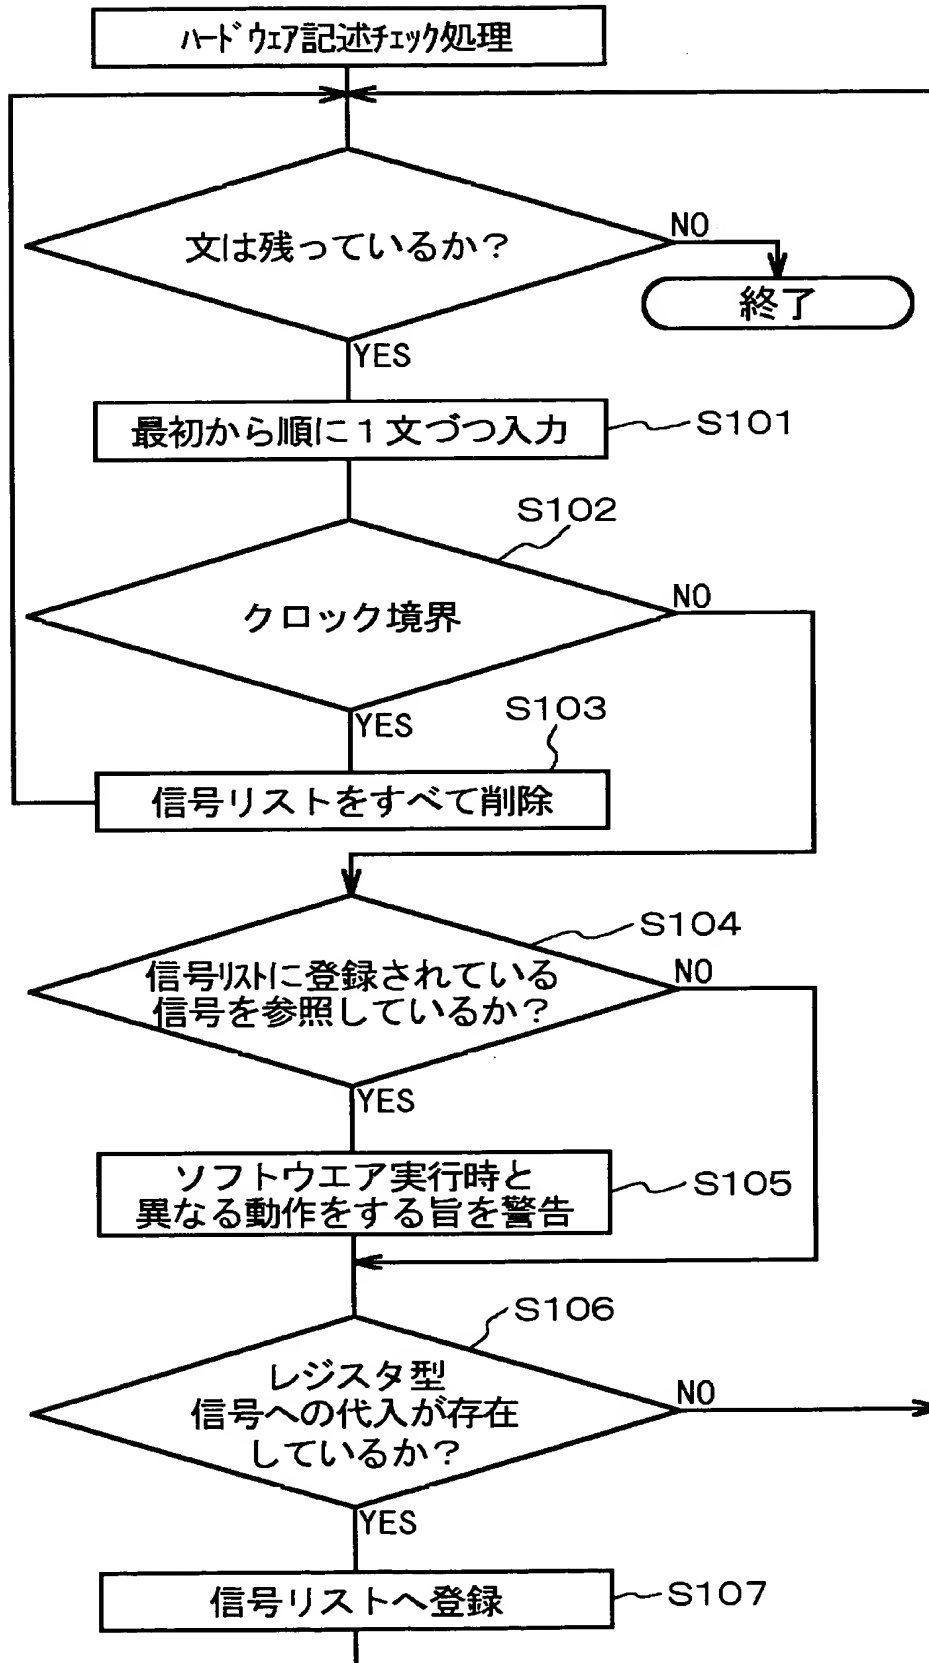 ハードウェア記述チェック処理
文は残っているか？
NO
終了
YES
最初から順に１文づつ入力
S101
S102
クロック境界
NO
YES
S103
信号リストをすべて削除
S104
信号リストに登録されている
信号を参照しているか？
NO
YES
ソフトウエア実行時と
異なる動作をする旨を警告
S105
S106
レジスタ型
信号への代入が存在
しているか？
NO
YES
信号リストへ登録
S107